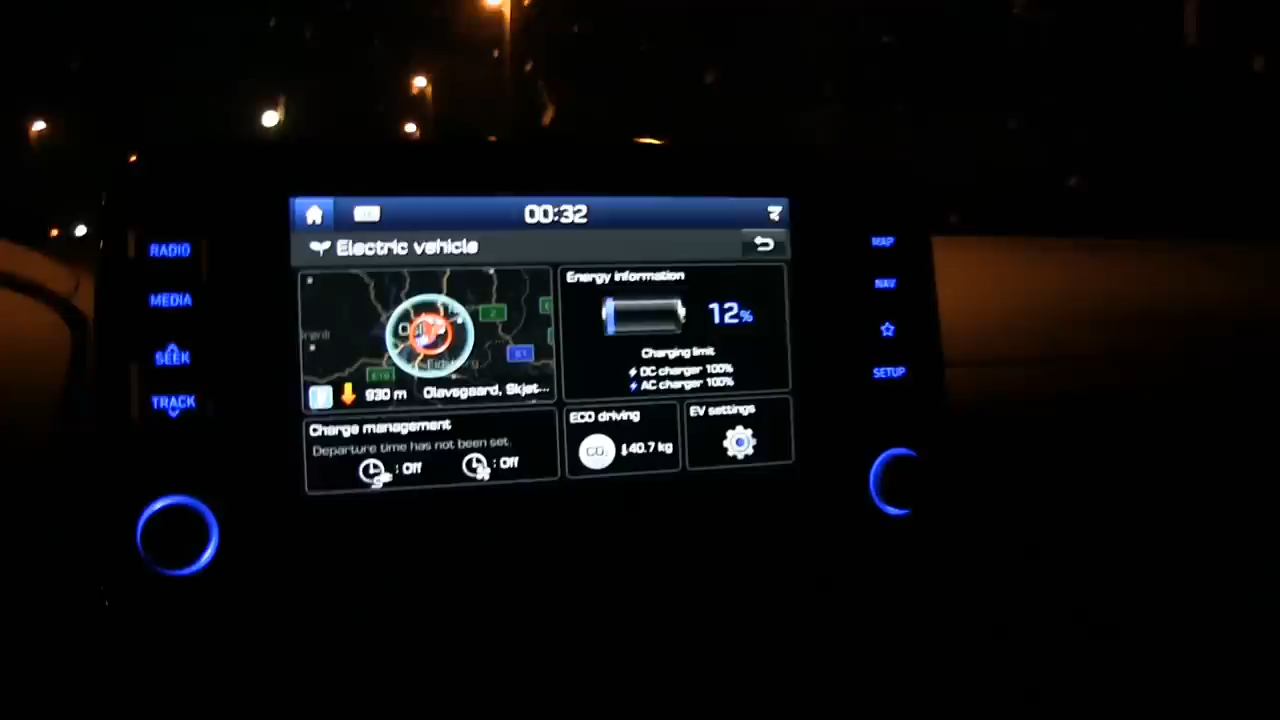 00:32
Electric vehicle
RADIO
MEDIA
SEEK
TRACK
MAP
NAV
SETUP
2
E18
930 m Olavsgaard, Skjet...
Energy information
12%
Charging limit
DC charger 100%
AC charger 100%
Charge management
Departure time has not been set.
: Off : Off
ECO driving
CO₂ 40.7 kg
EV settings